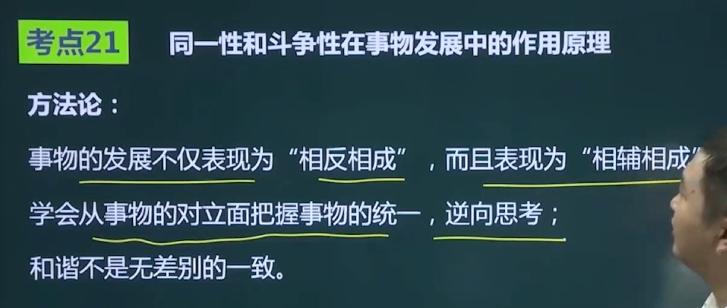 考点21
同一性和斗争性在事物发展中的作用原理
方法论：
事物的发展不仅表现为“相反相成”，而且表现为“相辅相成”
学会从事物的对立面把握事物的统一，逆向思考；
和谐不是无差别的一致。